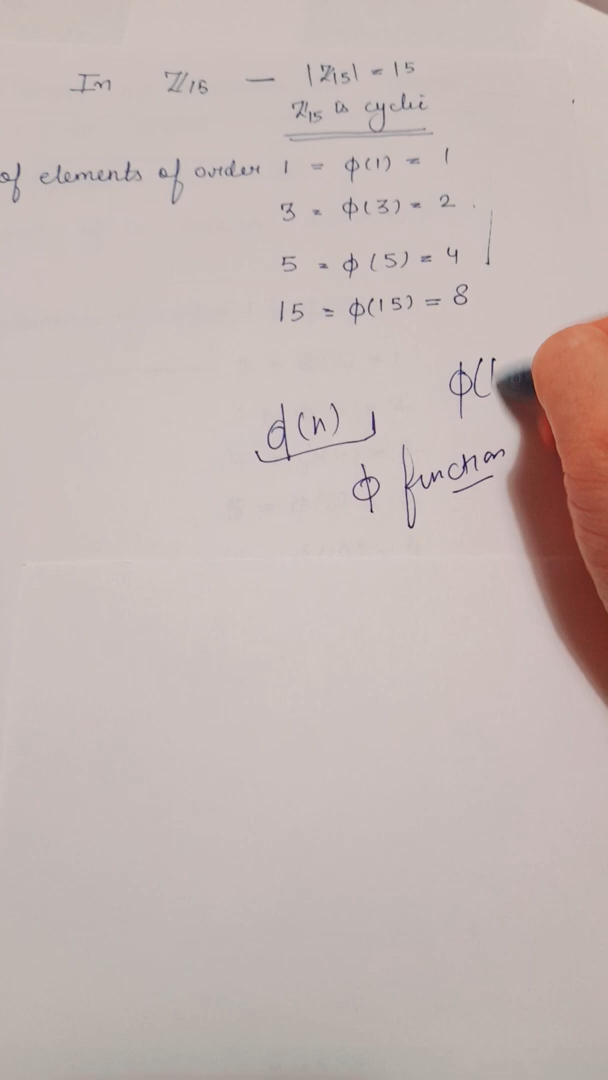 In ℤ15 — |ℤ15| = 15
ℤ15 is cyclic
of elements of order 1 = ϕ(1) = 1
3 = ϕ(3) = 2
5 = ϕ(5) = 4
15 = ϕ(15) = 8
ϕ(
d(n)
ϕ function